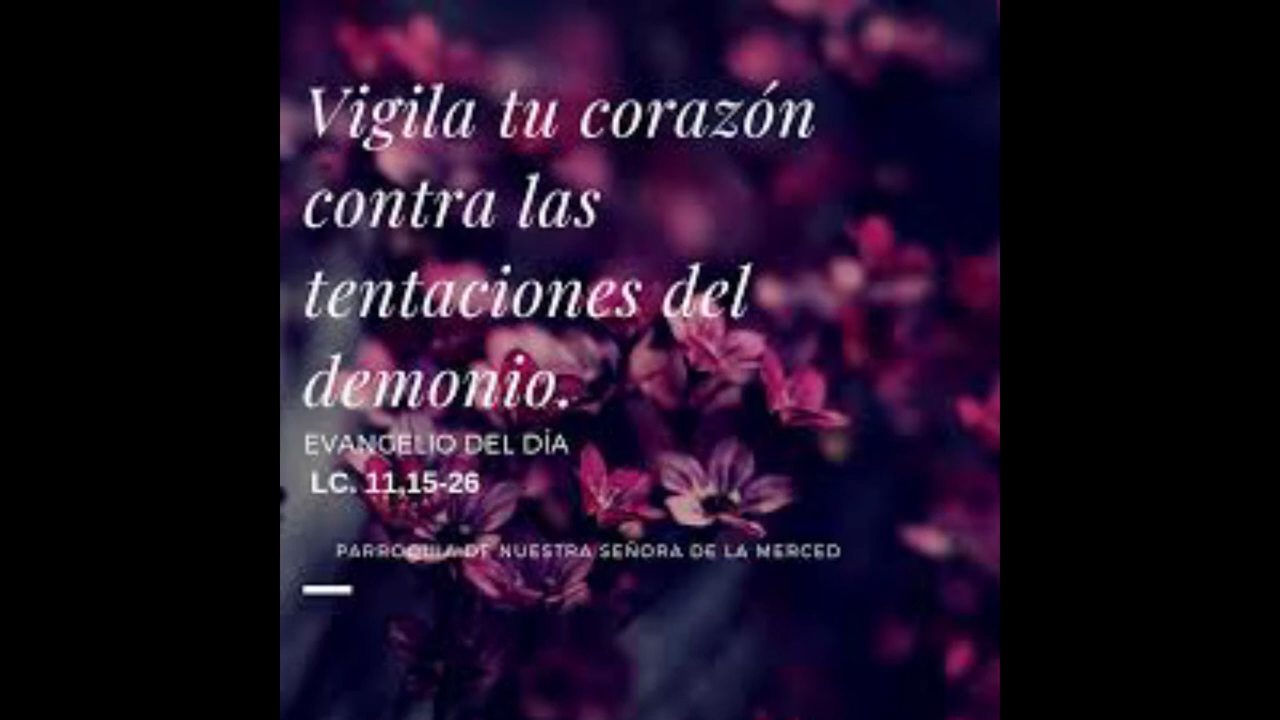 Vigila tu corazón
contra las
tentaciones del
demonio.
EVANGELIO DEL DÍA
LC. 11,15-26
PARROQUIA DE NUESTRA SEÑORA DE LA MERCED